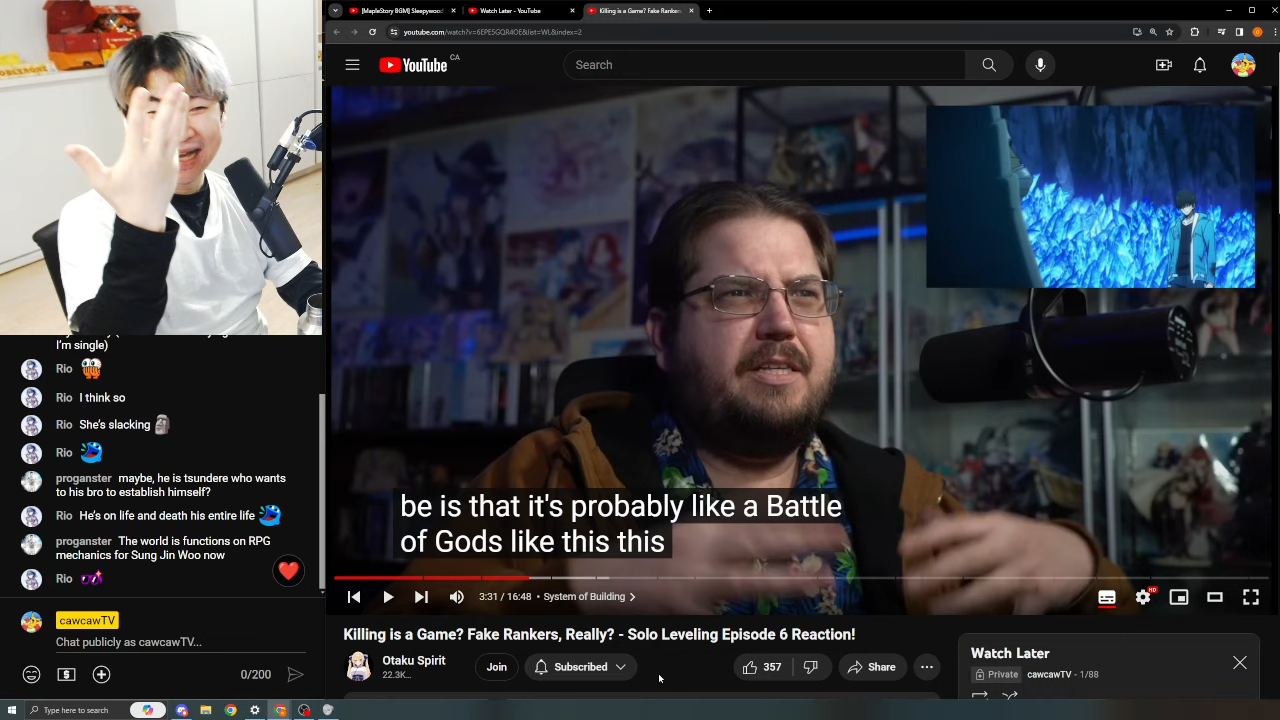 [MapleStory BGM] Sleepywood
Watch Later - YouTube
Killing is a Game? Fake Rankers
youtube.com/watch?v=6EPE5GQR4OE&list=WL&index=2
YouTube CA
Search
I'm single)
Rio
Rio I think so
Rio She's slacking
Rio
proganster maybe, he is tsundere who wants
to his bro to establish himself?
Rio He's on life and death his entire life
proganster The world is functions on RPG
mechanics for Sung Jin Woo now
Rio
cawcawTV
Chat publicly as cawcawTV...
0/200
be is that it's probably like a Battle
of Gods like this this
3:31 / 16:48 • System of Building
HD
Killing is a Game? Fake Rankers, Really? - Solo Leveling Episode 6 Reaction!
Otaku Spirit
22.3K...
Join
Subscribed
357
Share
Watch Later
Private cawcawTV - 1/88
Type here to search